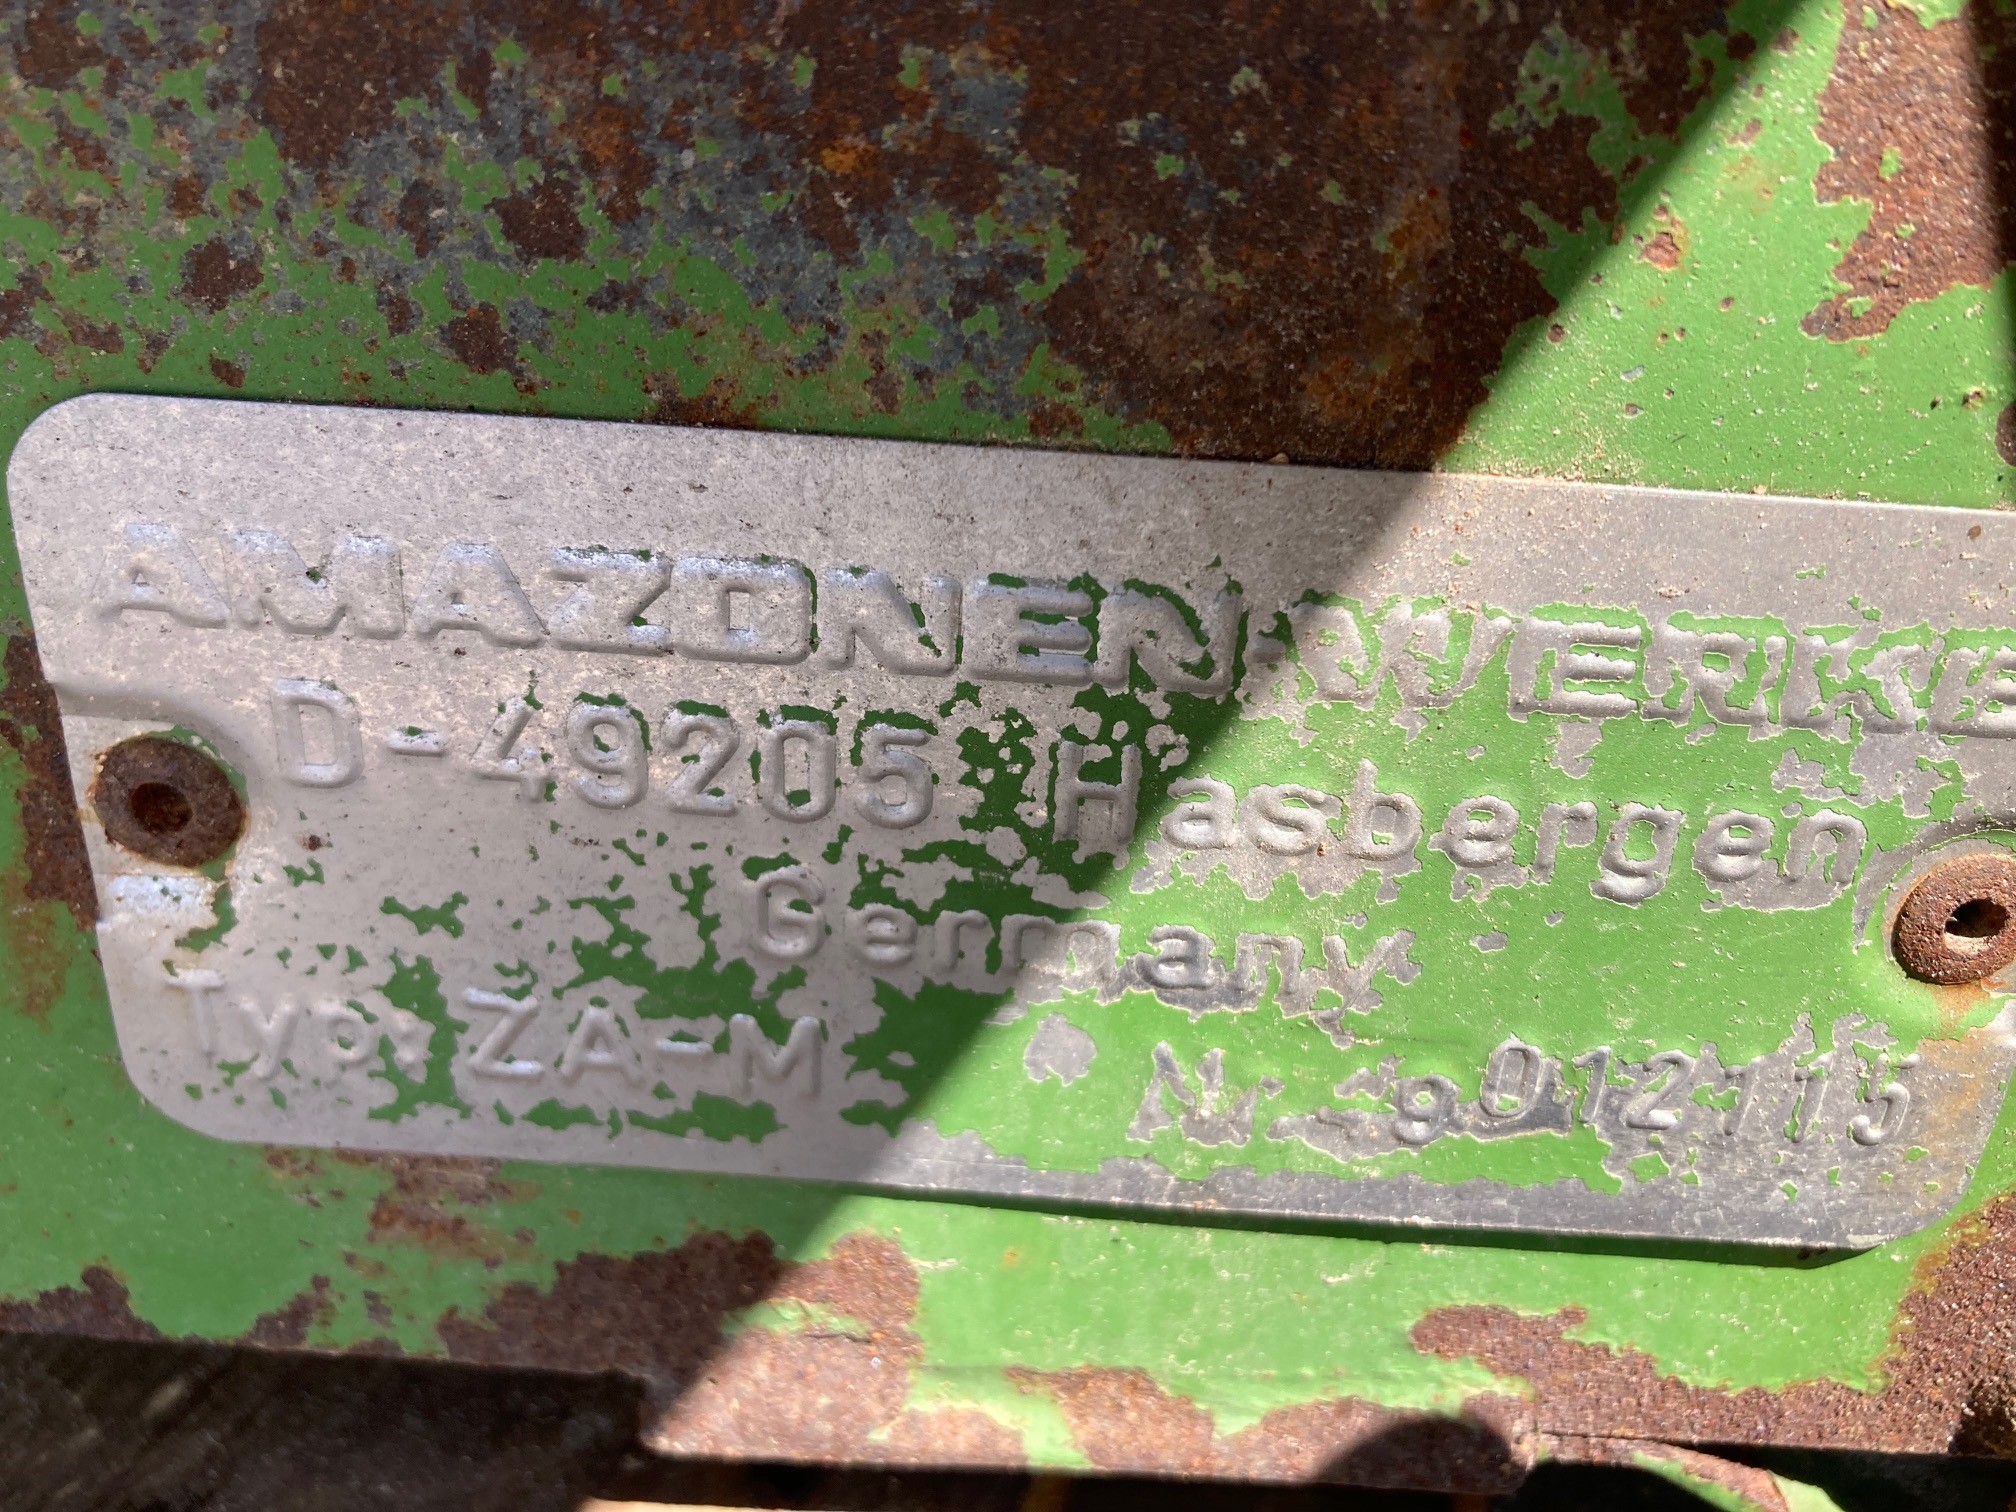 AMAZONEN-WERKE
D-49205 Hasbergen
Germany
Typ: ZA-M Nr. 9012115